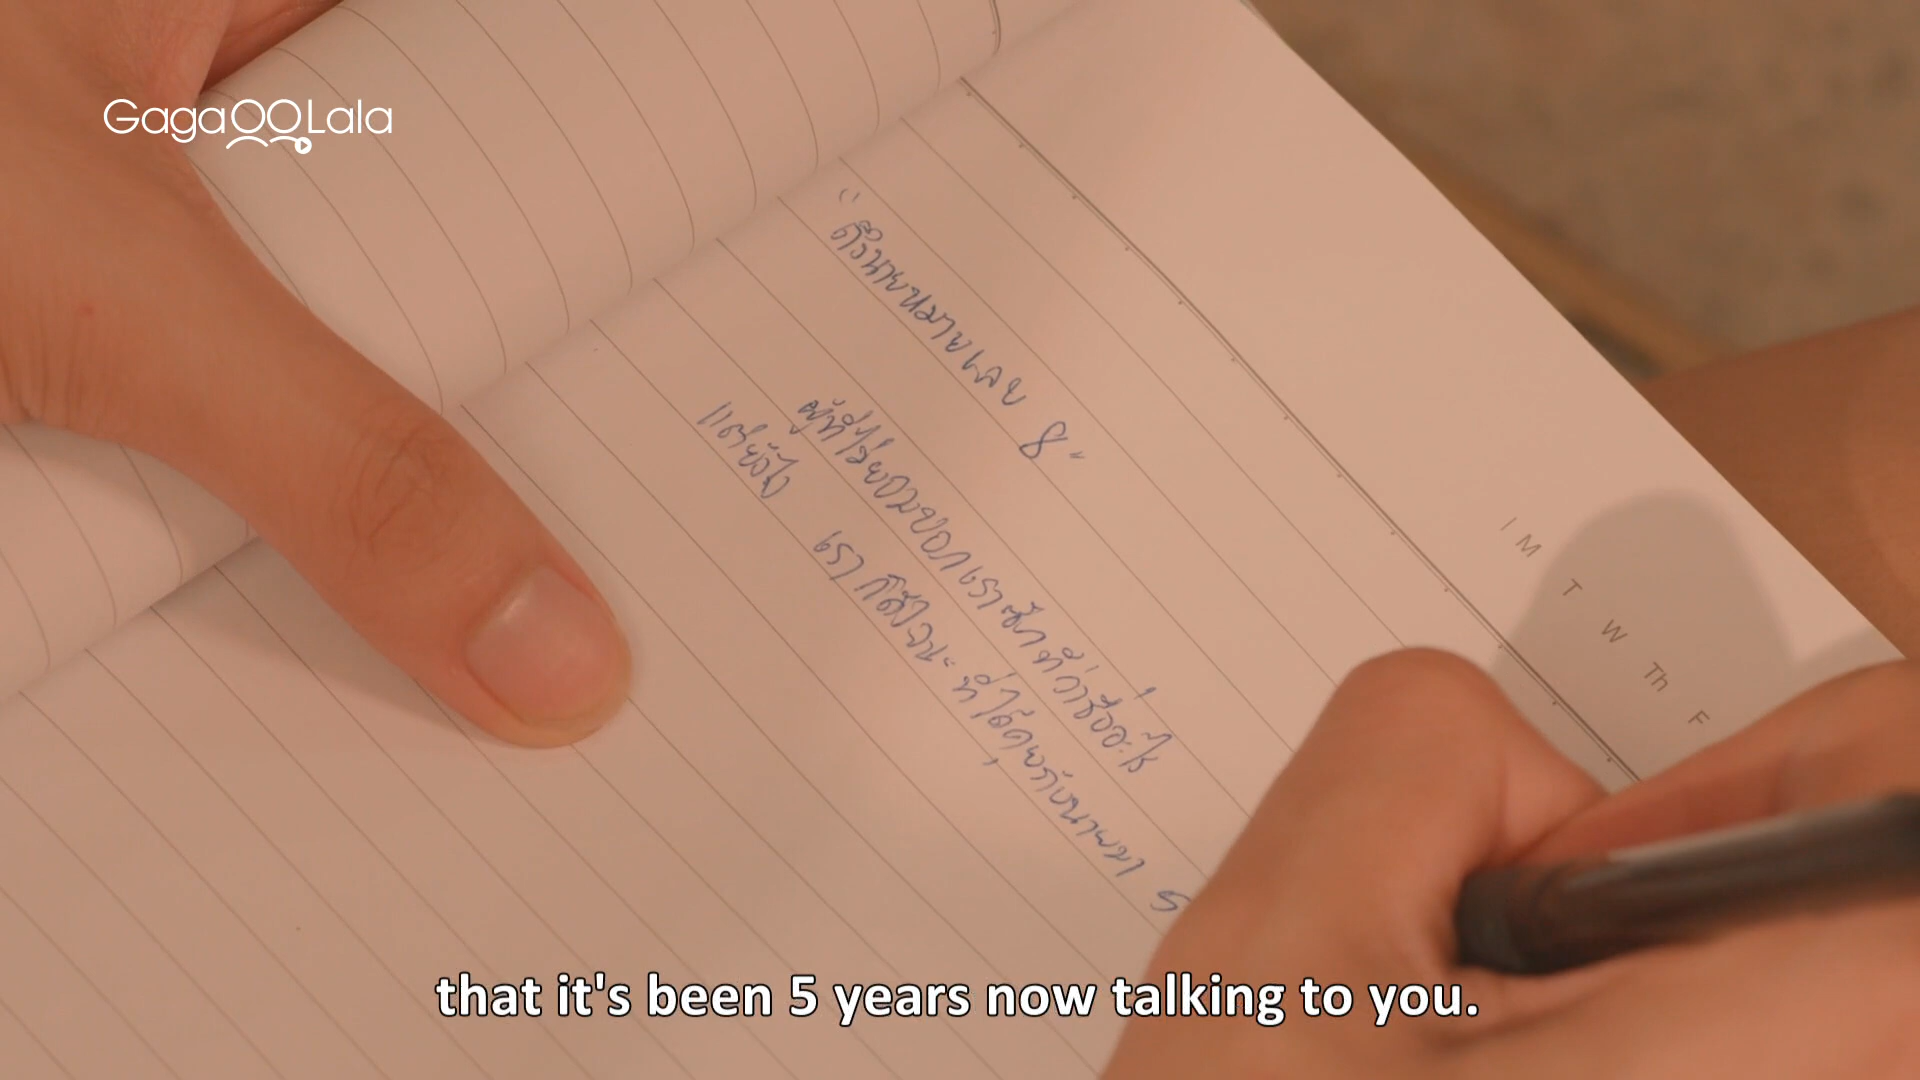 GagaOOLala
"ถึงนายหมายเลข 8"
ผู้ที่ไม่ยอมบอกเราซักทีว่าชื่ออะไร
แต่ยังไง เราก็ดีใจนะ ที่ได้คุยกับนายมา 5
I M T W Th F
that it's been 5 years now talking to you.